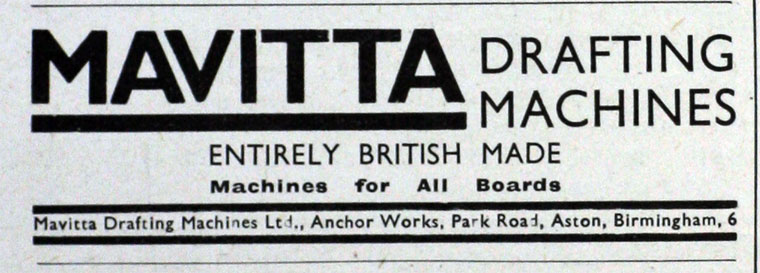 MAVITTA DRAFTING
MACHINES
ENTIRELY BRITISH MADE
Machines for All Boards
Mavitta Drafting Machines Ltd., Anchor Works, Park Road, Aston, Birmingham, 6